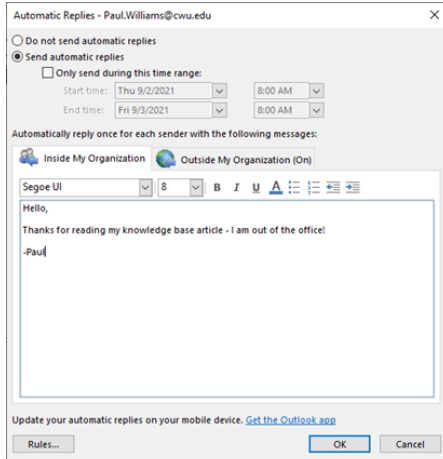 Automatic Replies - Paul.Williams@cwu.edu
Do not send automatic replies
Send automatic replies
Only send during this time range:
Start time: Thu 9/2/2021 8:00 AM
End time: Fri 9/3/2021 8:00 AM
Automatically reply once for each sender with the following messages:
Inside My Organization Outside My Organization (On)
Segoe UI 8 B I U A
Hello,
Thanks for reading my knowledge base article - I am out of the office!
-Paul
Update your automatic replies on your mobile device. Get the Outlook app
Rules... OK Cancel